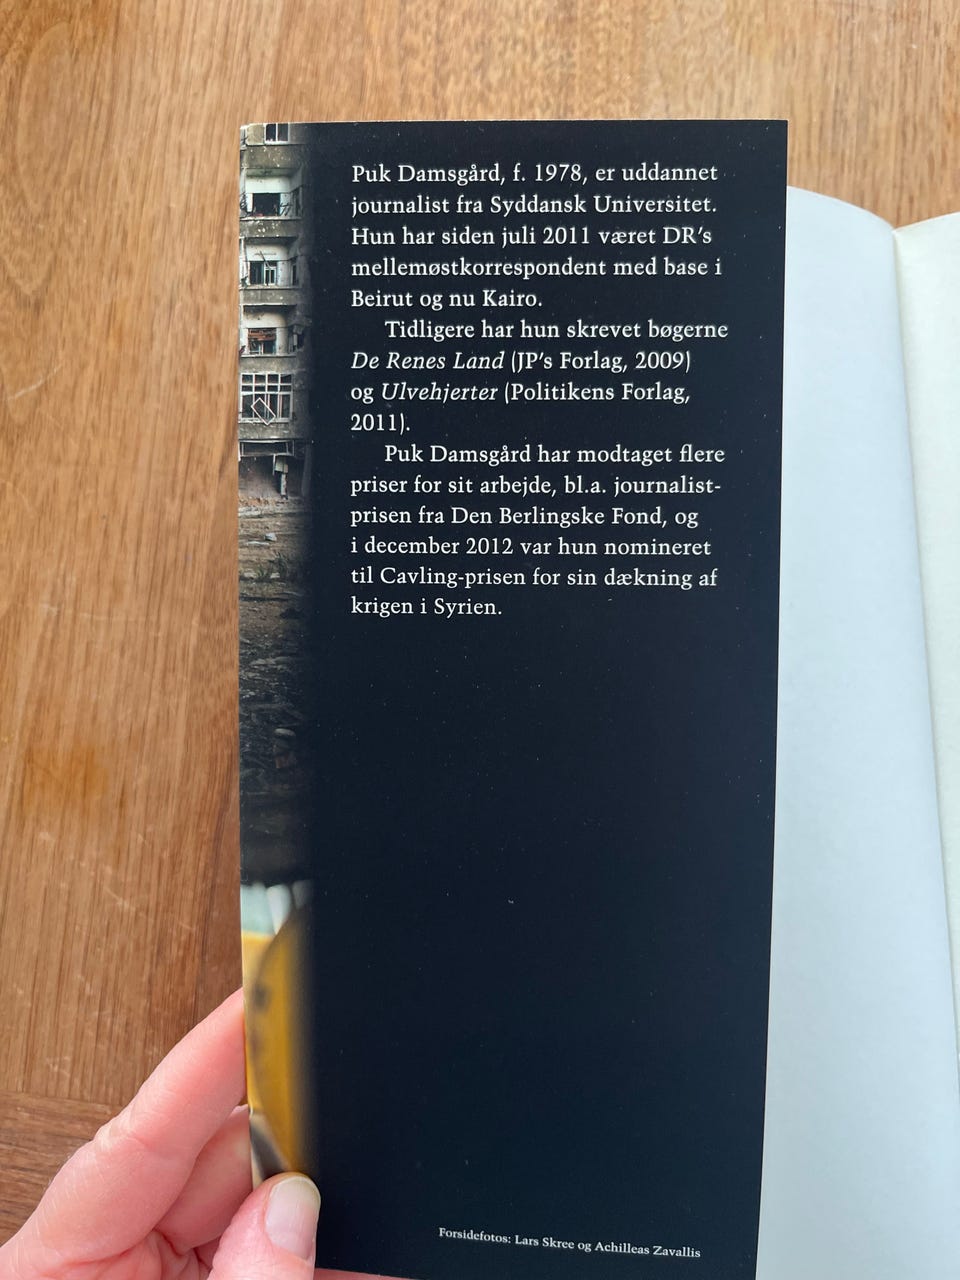 Puk Damsgård, f. 1978, er uddannet
journalist fra Syddansk Universitet.
Hun har siden juli 2011 været DR's
mellemøstkorrespondent med base i
Beirut og nu Kairo.
Tidligere har hun skrevet bøgerne
De Renes Land (JP's Forlag, 2009)
og Ulvehjerter (Politikens Forlag,
2011).
Puk Damsgård har modtaget flere
priser for sit arbejde, bl.a. journalist-
prisen fra Den Berlingske Fond, og
i december 2012 var hun nomineret
til Cavling-prisen for sin dækning af
krigen i Syrien.
Forsidefotos: Lars Skree og Achilleas Zavallis